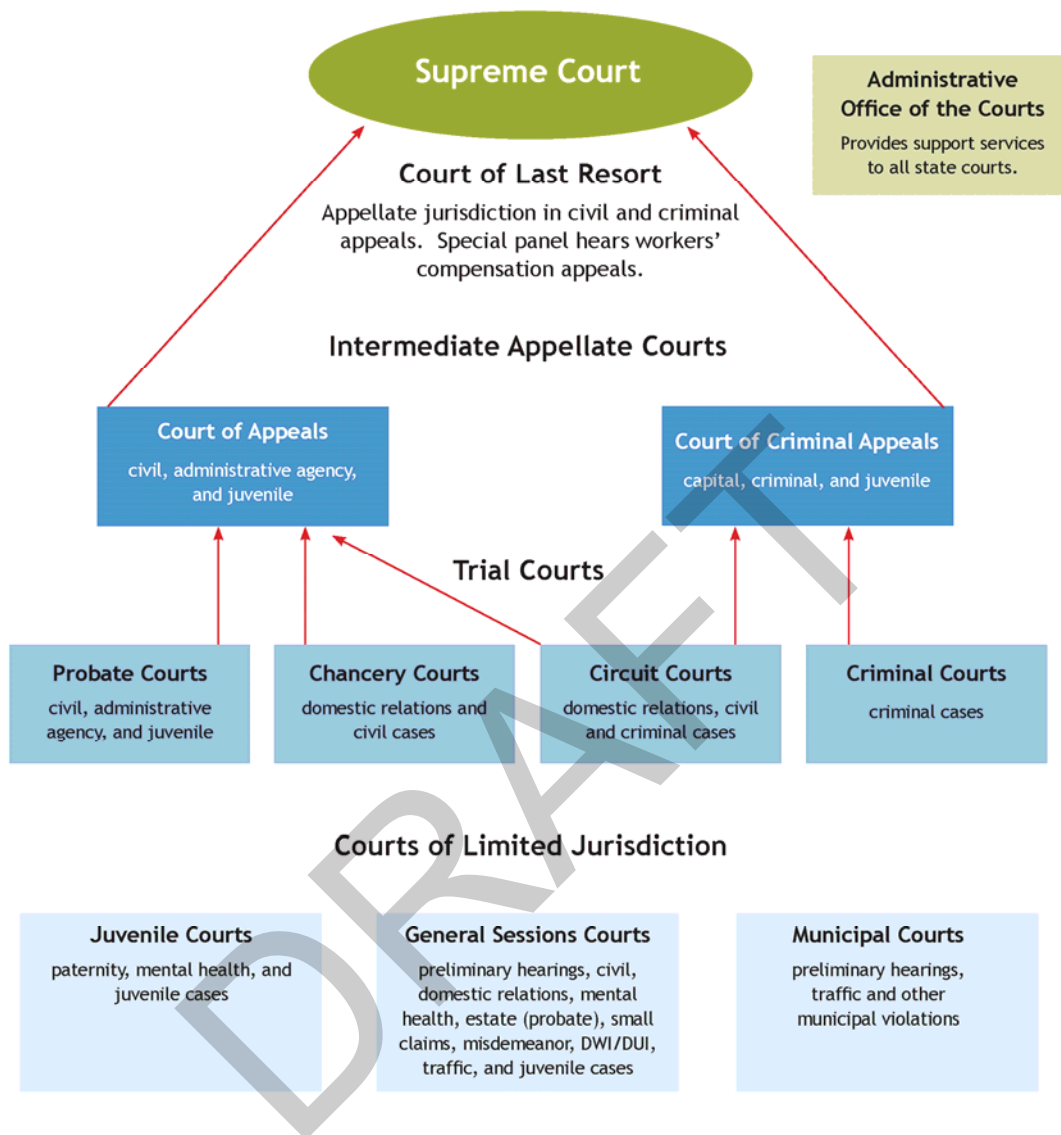 Supreme Court
Administrative
Office of the Courts
Provides support services
to all state courts.
Court of Last Resort
Appellate jurisdiction in civil and criminal
appeals.  Special panel hears workers’
compensation appeals.
Intermediate Appellate Courts
Court of Appeals
civil, administrative agency,
and juvenile
Court of Criminal Appeals
capital, criminal, and juvenile
Trial Courts
Probate Courts
civil, administrative
agency, and juvenile
Chancery Courts
domestic relations and
civil cases
Circuit Courts
domestic relations, civil
and criminal cases
Criminal Courts
criminal cases
Courts of Limited Jurisdiction
Juvenile Courts
paternity, mental health, and
juvenile cases
General Sessions Courts
preliminary hearings, civil,
domestic relations, mental
health, estate (probate), small
claims, misdemeanor, DWI/DUI,
traffic, and juvenile cases
Municipal Courts
preliminary hearings,
traffic and other
municipal violations
DRAFT